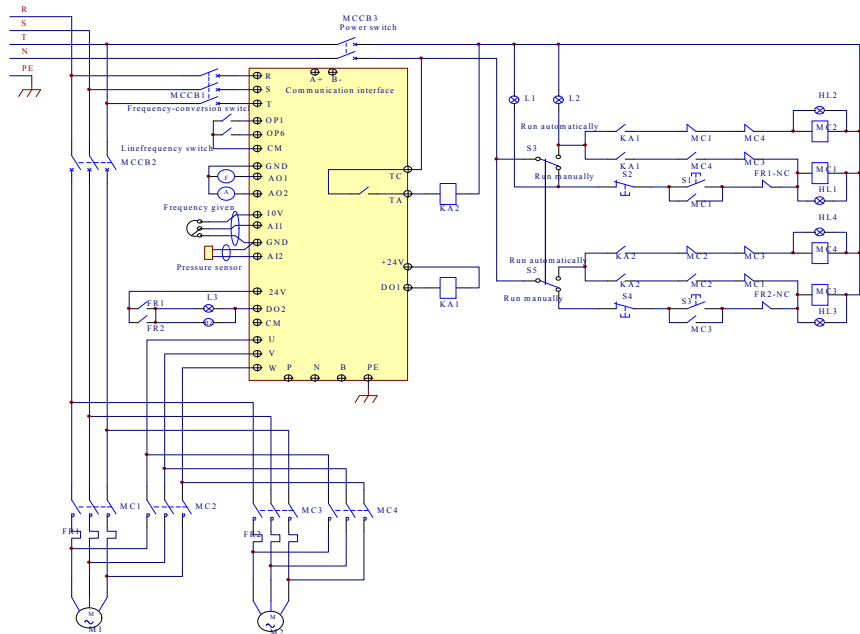 R
S
T
N
PE
MCCB3
Power switch
MCCB1
Frequency-conversion switch
Linefrequency switch
MCCB2
A+ B-
Communication interface
R
S
T
OP1
OP6
CM
GND
AO1
AO2
F
A
Frequency given
10V
AI1
GND
AI2
Pressure sensor
24V
DO2
CM
FR1
FR2
L3
U
V
W
P N B PE
TC
TA
KA2
+24V
DO1
KA1
L1
L2
S3
Run automatically
Run manually
KA1 MC1 MC4
KA1 MC4 MC3
S2 S1 FR1-NC
MC1
HL2
MC2
MC1
HL1
S5
Run automatically
Run manually
KA2 MC2 MC3
KA2 MC2 MC1
S4 S3 FR2-NC
MC3
HL4
MC4
MC3
HL3
MC1 MC2 MC3 MC4
FR1 FR2
M
M1
M
M2